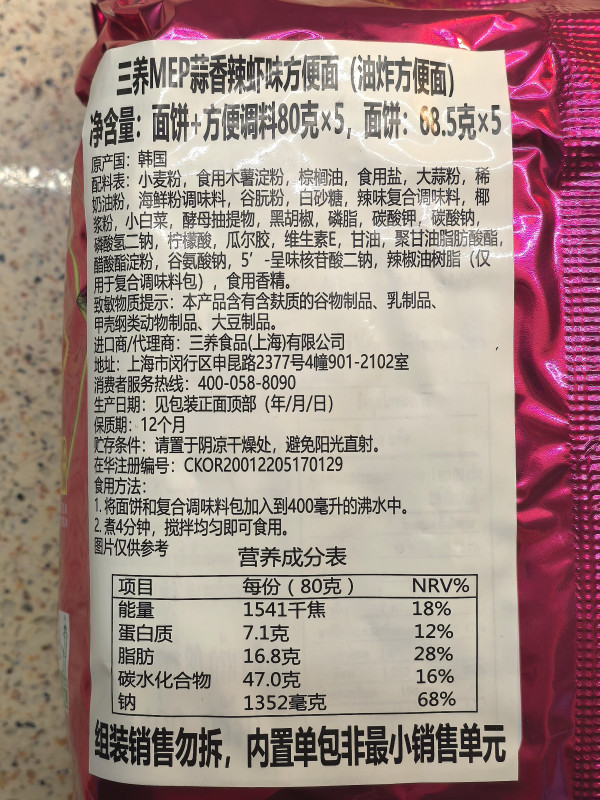 三养MEP蒜香辣虾味方便面（油炸方便面）
净含量：面饼+方便调料80克×5，面饼：68.5克×5
原产国：韩国
配料表：小麦粉，食用木薯淀粉，棕榈油，食用盐，大蒜粉，稀
奶油粉，海鲜粉调味料，谷朊粉，白砂糖，辣味复合调味料，椰
浆粉，小白菜，酵母抽提物，黑胡椒，磷脂，碳酸钾，碳酸钠，
磷酸氢二钠，柠檬酸，瓜尔胶，维生素E，甘油，聚甘油脂肪酸酯，
醋酸酯淀粉，谷氨酸钠，5′-呈味核苷酸二钠，辣椒油树脂（仅
用于复合调味料包），食用香精。
致敏物质提示：本产品含有含麸质的谷物制品、乳制品、
甲壳纲类动物制品、大豆制品。
进口商/代理商：三养食品(上海)有限公司
地址：上海市闵行区申昆路2377号4幢901-2102室
消费者服务热线：400-058-8090
生产日期：见包装正面顶部（年/月/日）
保质期：12个月
贮存条件：请置于阴凉干燥处，避免阳光直射。
在华注册编号：CKOR20012205170129
食用方法：
1. 将面饼和复合调味料包加入到400毫升的沸水中。
2. 煮4分钟，搅拌均匀即可食用。
图片仅供参考
营养成分表
项目 每份（80克） NRV%
能量 1541千焦 18%
蛋白质 7.1克 12%
脂肪 16.8克 28%
碳水化合物 47.0克 16%
钠 1352毫克 68%
组装销售勿拆，内置单包非最小销售单元